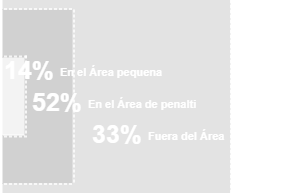 14% En el Área pequena
52% En el Área de penalti
33% Fuera del Área